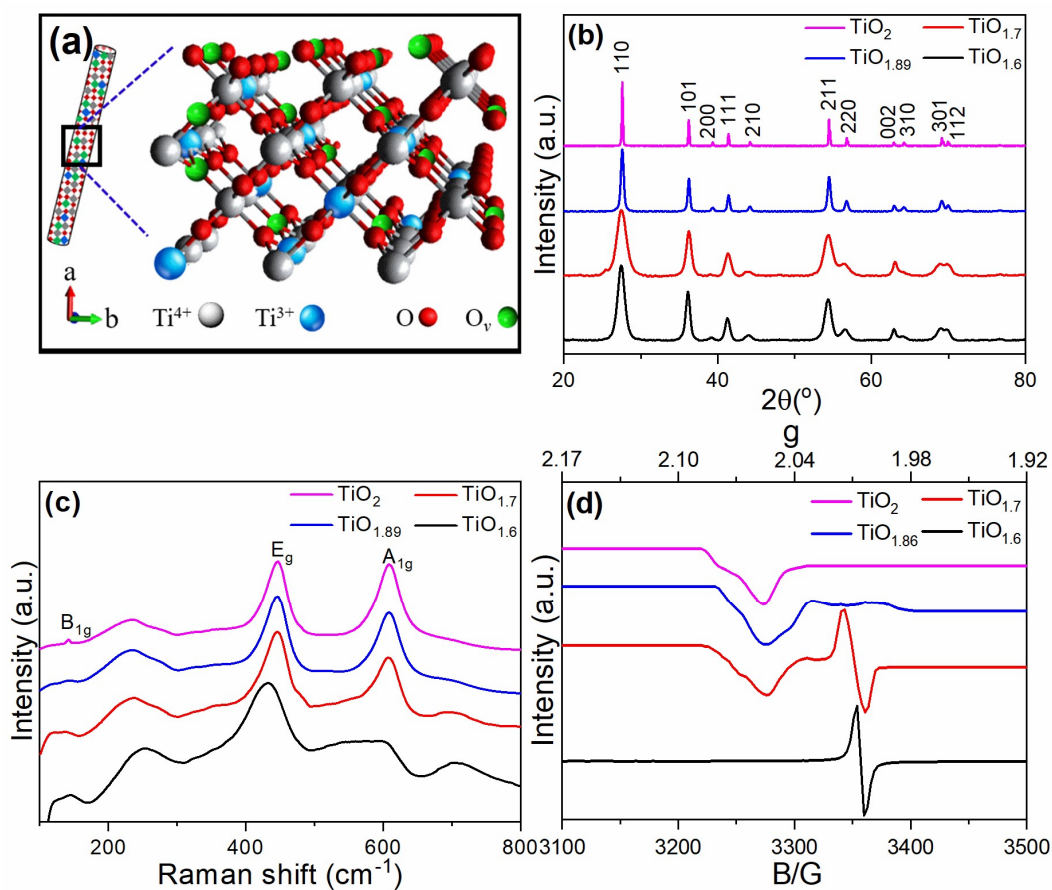 (a)
a
b
Ti⁴⁺ Ti³⁺ O Oᵥ
(b)
TiO₂ TiO₁.₇
TiO₁.₈₉ TiO₁.₆
110 101 200 111 210 211 220 002 310 301 112
Intensity (a.u.)
20 40 60 80
2θ(º)
(c)
TiO₂ TiO₁.₇
TiO₁.₈₉ TiO₁.₆
B₁g E_g A₁g
Intensity (a.u.)
200 400 600 800
Raman shift (cm⁻¹)
g
2.17 2.10 2.04 1.98 1.92
(d)
TiO₂ TiO₁.₇
TiO₁.₈₆ TiO₁.₆
Intensity (a.u.)
3100 3200 3300 3400 3500
B/G